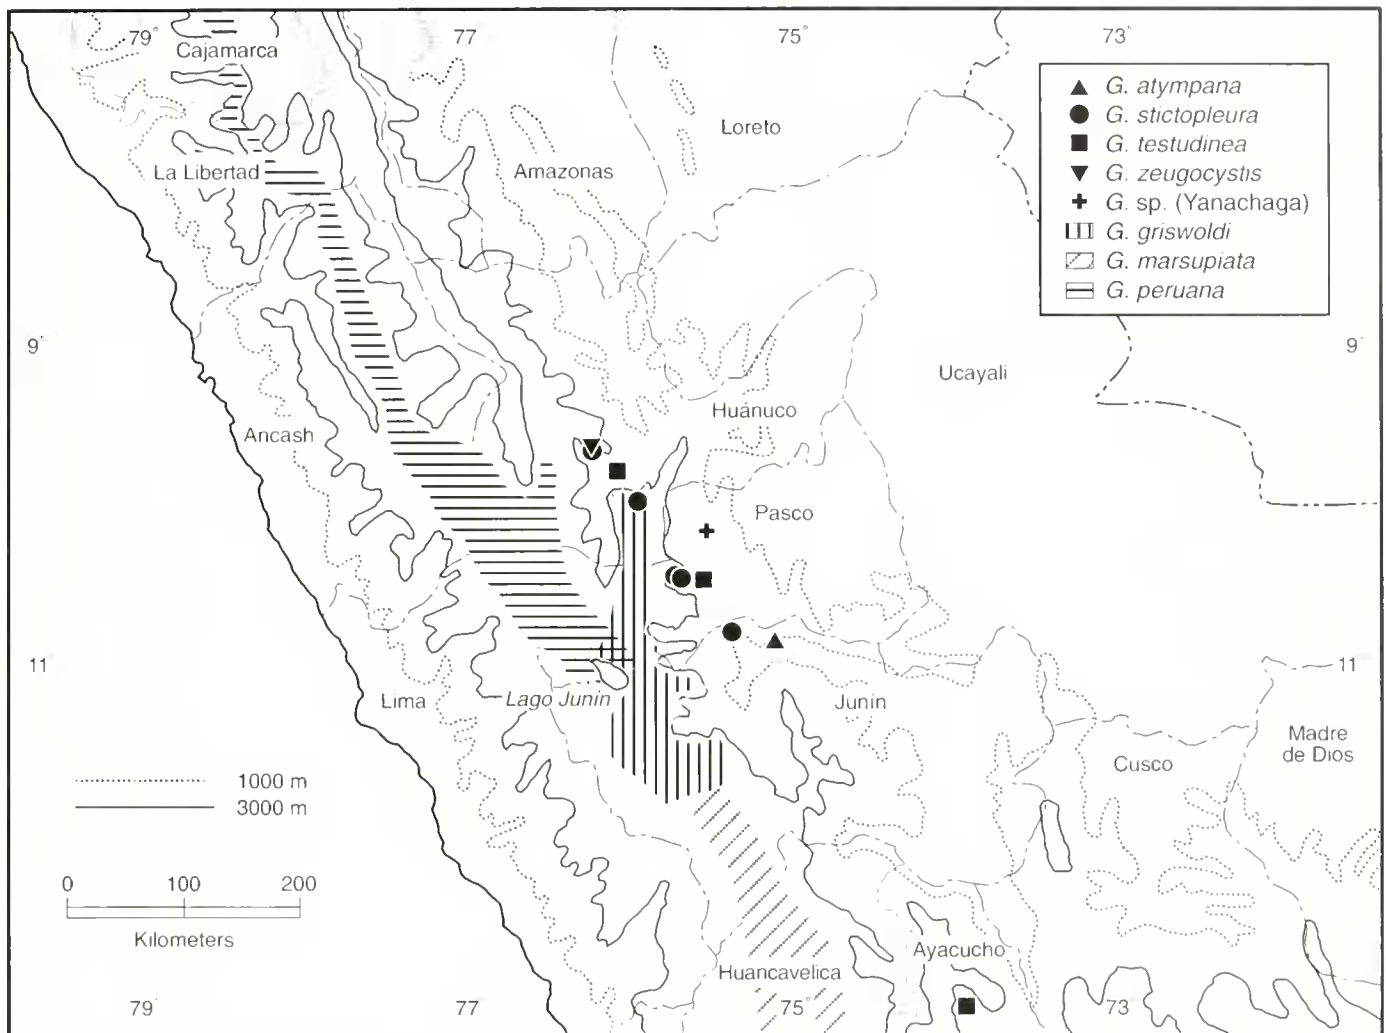 79° 77 75° 73°
Cajamarca
La Libertad
Amazonas
Loreto
G. atympana
G. stictopleura
G. testudinea
G. zeugocystis
G. sp. (Yanachaga)
G. griswoldi
G. marsupiata
G. peruana
9° 9°
Ucayali
Huánuco
Ancash
Pasco
11 11
Lima
Lago Junín
Junín
Madre
de Dios
Cusco
1000 m
3000 m
0 100 200
Kilometers
Ayacucho
Huancavelica
79 77 75° 73